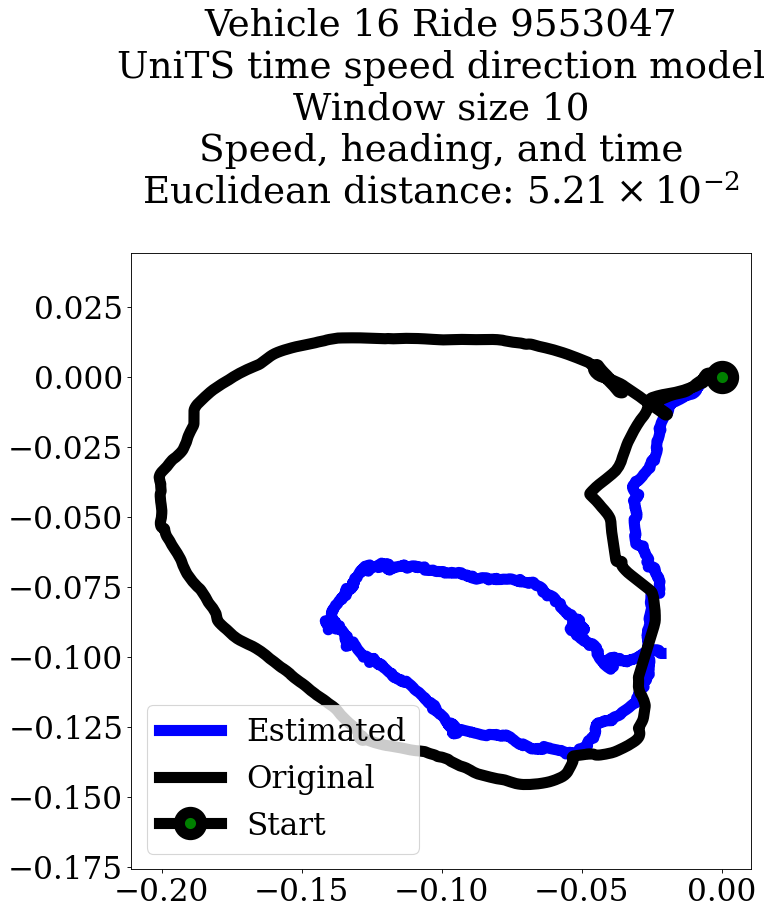 Vehicle 16 Ride 9553047
UniTS time speed direction model
Window size 10
Speed, heading, and time
Euclidean distance: 5.21 × 10⁻²
0.025
0.000
−0.025
−0.050
−0.075
−0.100
−0.125
−0.150
−0.175
Estimated
Original
Start
−0.20 −0.15 −0.10 −0.05 0.00